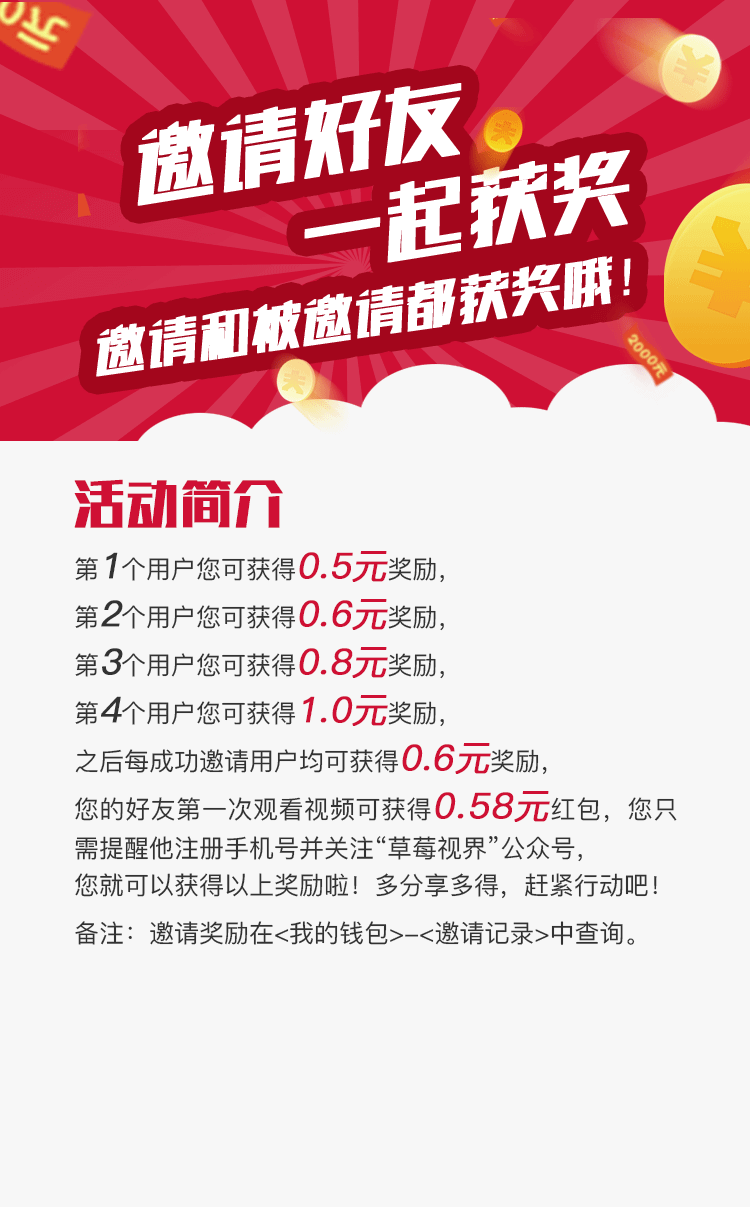 0元
邀请好友
一起获奖
邀请和被邀请都获奖哦！
2000元
活动简介
第1个用户您可获得0.5元奖励，
第2个用户您可获得0.6元奖励，
第3个用户您可获得0.8元奖励，
第4个用户您可获得1.0元奖励，
之后每成功邀请用户均可获得0.6元奖励，
您的好友第一次观看视频可获得0.58元红包，您只
需提醒他注册手机号并关注“草莓视界”公众号，
您就可以获得以上奖励啦！多分享多得，赶紧行动吧！
备注：邀请奖励在<我的钱包>–<邀请记录>中查询。